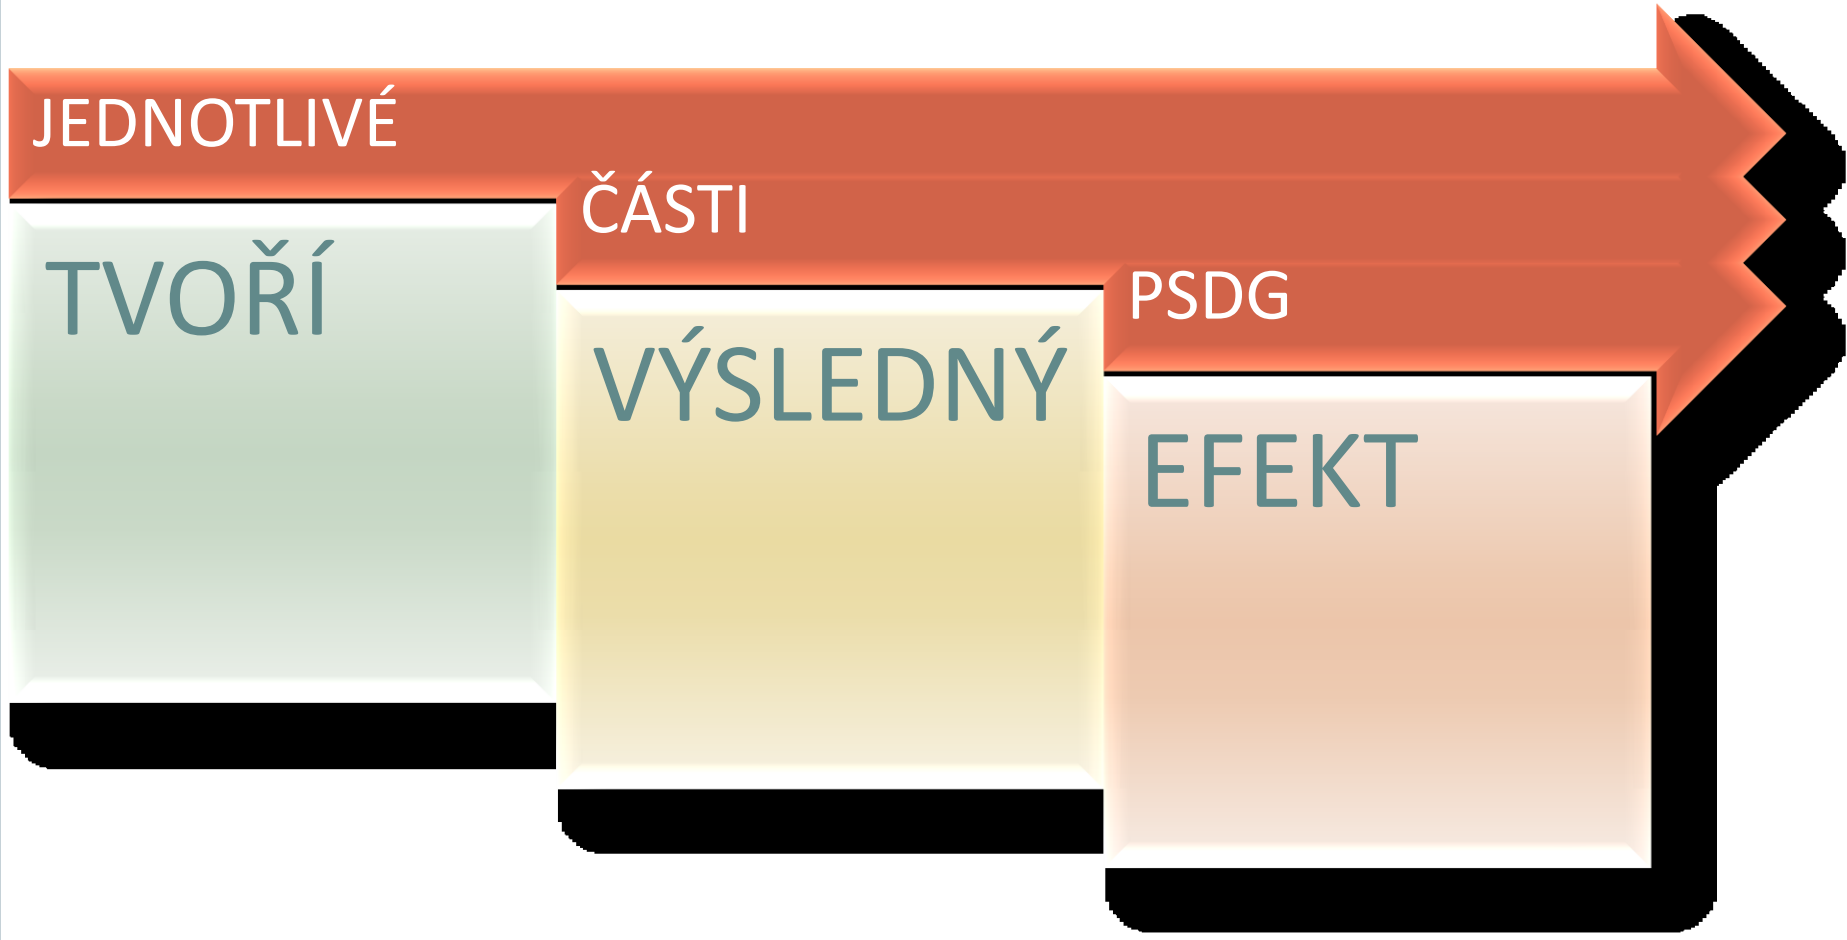 JEDNOTLIVÉ
ČÁSTI
PSDG
TVOŘÍ
VÝSLEDNÝ
EFEKT